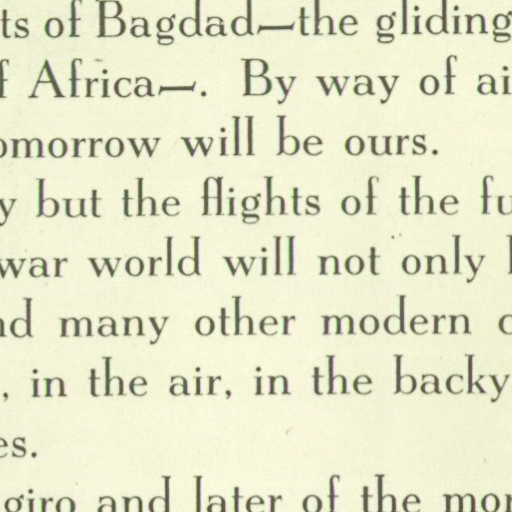 ts of Bagdad—the gliding
f Africa—. By way of ai
omorrow will be ours.
y but the flights of the fu
war world will not only
nd many other modern
, in the air, in the backy
es.
giro and later of the mor